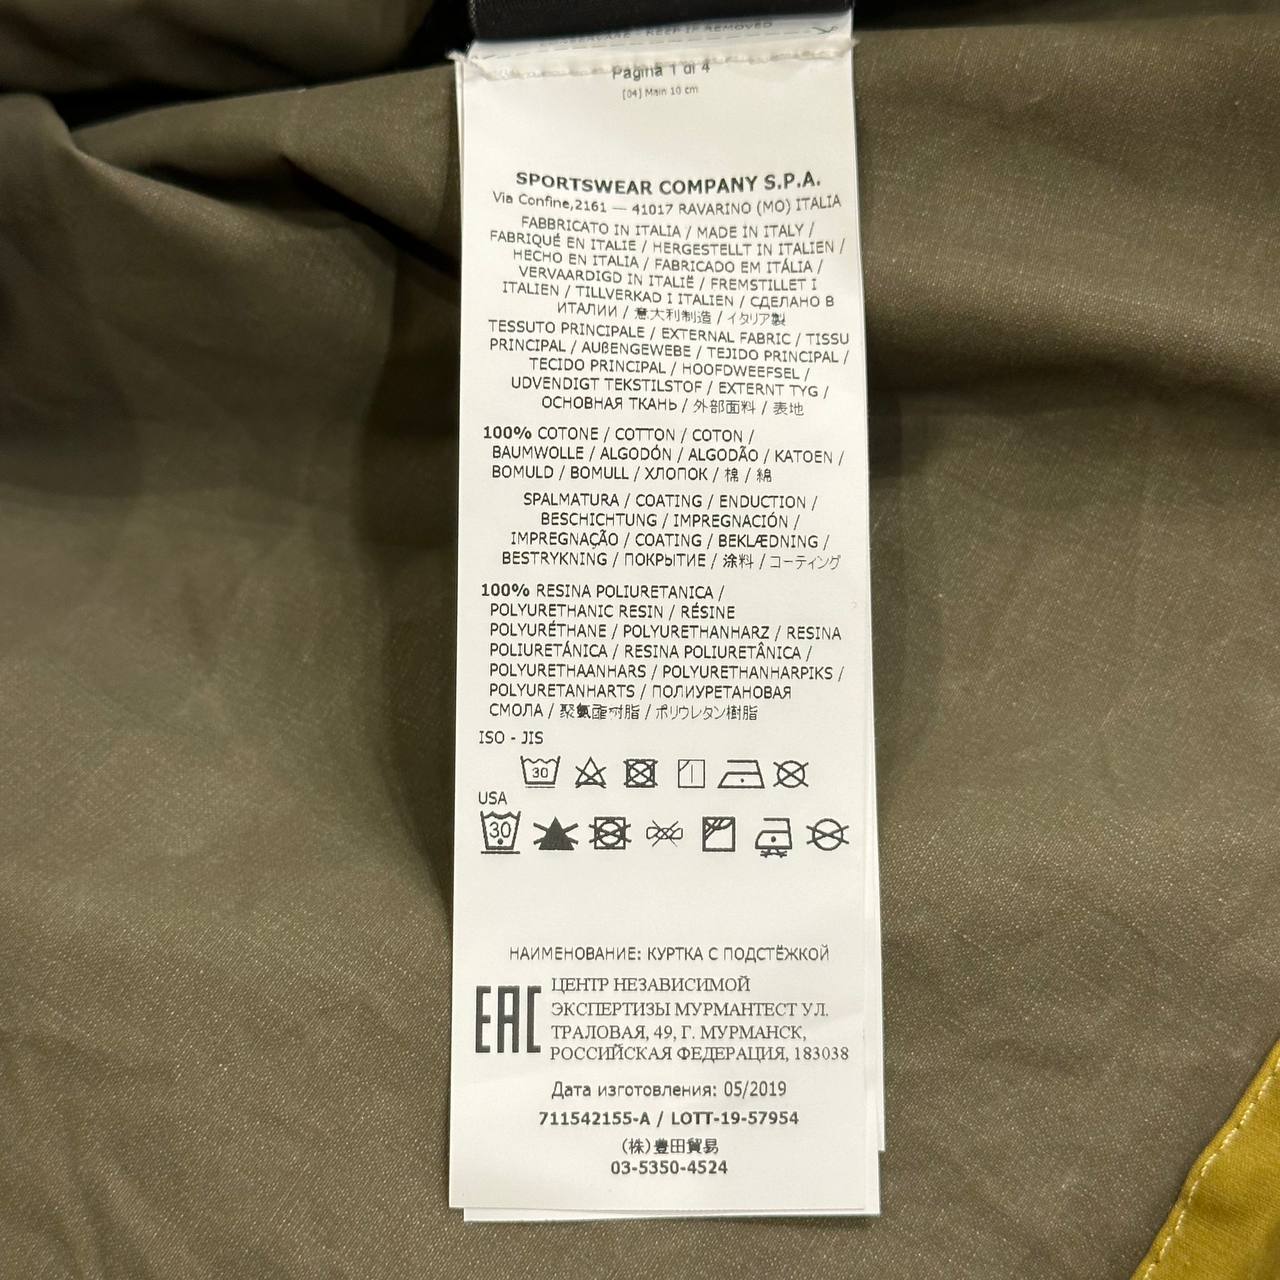 KEEP IF REMOVED
Pagina 1 di 4
[04] Main 10 cm
SPORTSWEAR COMPANY S.P.A.
Via Confine,2161 — 41017 RAVARINO (MO) ITALIA
FABBRICATO IN ITALIA / MADE IN ITALY /
FABRIQUÉ EN ITALIE / HERGESTELLT IN ITALIEN /
HECHO EN ITALIA / FABRICADO EM ITÁLIA /
VERVAARDIGD IN ITALIË / FREMSTILLET I
ITALIEN / TILLVERKAD I ITALIEN / СДЕЛАНО В
ИТАЛИИ / 意大利制造 / イタリア製
TESSUTO PRINCIPALE / EXTERNAL FABRIC / TISSU
PRINCIPAL / AUßENGEWEBE / TEJIDO PRINCIPAL /
TECIDO PRINCIPAL / HOOFDWEEFSEL /
UDVENDIGT TEKSTILSTOF / EXTERNT TYG /
ОСНОВНАЯ ТКАНЬ / 外部面料 / 表地
100% COTONE / COTTON / COTON /
BAUMWOLLE / ALGODÓN / ALGODÃO / KATOEN /
BOMULD / BOMULL / ХЛОПОК / 棉 / 綿
SPALMATURA / COATING / ENDUCTION /
BESCHICHTUNG / IMPREGNACIÓN /
IMPREGNAÇÃO / COATING / BEKLÆDNING /
BESTRYKNING / ПОКРЫТИЕ / 涂料 / コーティング
100% RESINA POLIURETANICA /
POLYURETHANIC RESIN / RÉSINE
POLYURÉTHANE / POLYURETHANHARZ / RESINA
POLIURETÁNICA / RESINA POLIURETÂNICA /
POLYURETHAANHARS / POLYURETHANHARPIKS /
POLYURETANHARTS / ПОЛИУРЕТАНОВАЯ
СМОЛА / 聚氨酯树脂 / ポリウレタン樹脂
ISO - JIS
30
USA
30
НАИМЕНОВАНИЕ: КУРТКА С ПОДСТЁЖКОЙ
EAC
ЦЕНТР НЕЗАВИСИМОЙ
ЭКСПЕРТИЗЫ МУРМАНТЕСТ УЛ.
ТРАЛОВАЯ, 49, Г. МУРМАНСК,
РОССИЙСКАЯ ФЕДЕРАЦИЯ, 183038
Дата изготовления: 05/2019
711542155-A / LOTT-19-57954
(株)豊田貿易
03-5350-4524